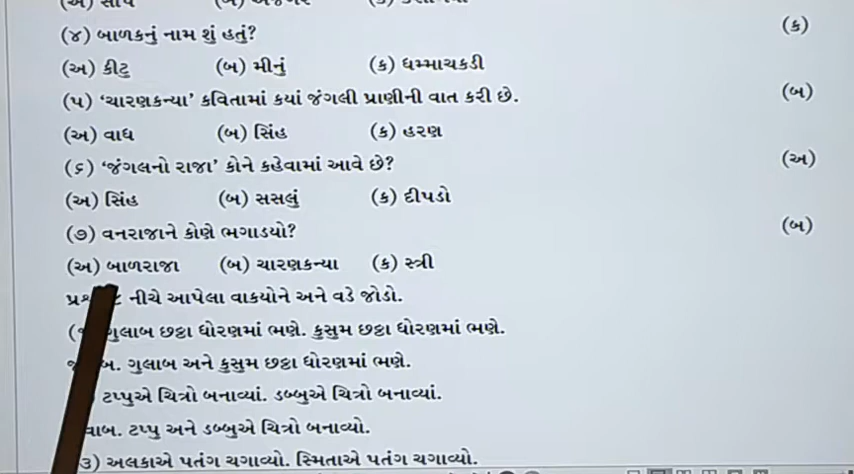 (૪) બાળકનું નામ શું હતું? (ક)
(અ) કીટુ (બ) મીનું (ક) ધમ્માચકડી
(૫) ‘ચારણકન્યા’ કવિતામાં કયાં જંગલી પ્રાણીની વાત કરી છે. (બ)
(અ) વાઘ (બ) સિંહ (ક) હરણ
(૬) ‘જંગલનો રાજા’ કોને કહેવામાં આવે છે? (અ)
(અ) સિંહ (બ) સસલું (ક) દીપડો
(૭) વનરાજાને કોણે ભગાડયો? (બ)
(અ) બાળરાજા (બ) ચારણકન્યા (ક) સ્ત્રી
નીચે આપેલા વાકયોને અને વડે જોડો.
ગુલાબ છઠ્ઠા ધોરણમાં ભણે. કુસુમ છઠ્ઠા ધોરણમાં ભણે.
ગુલાબ અને કુસુમ છઠ્ઠા ધોરણમાં ભણે.
ટપ્પુએ ચિત્રો બનાવ્યાં. ડબ્બુએ ચિત્રો બનાવ્યાં.
ટપ્પુ અને ડબ્બુએ ચિત્રો બનાવ્યો.
૩) અલકાએ પતંગ ચગાવ્યો. સ્મિતાએ પતંગ ચગાવ્યો.